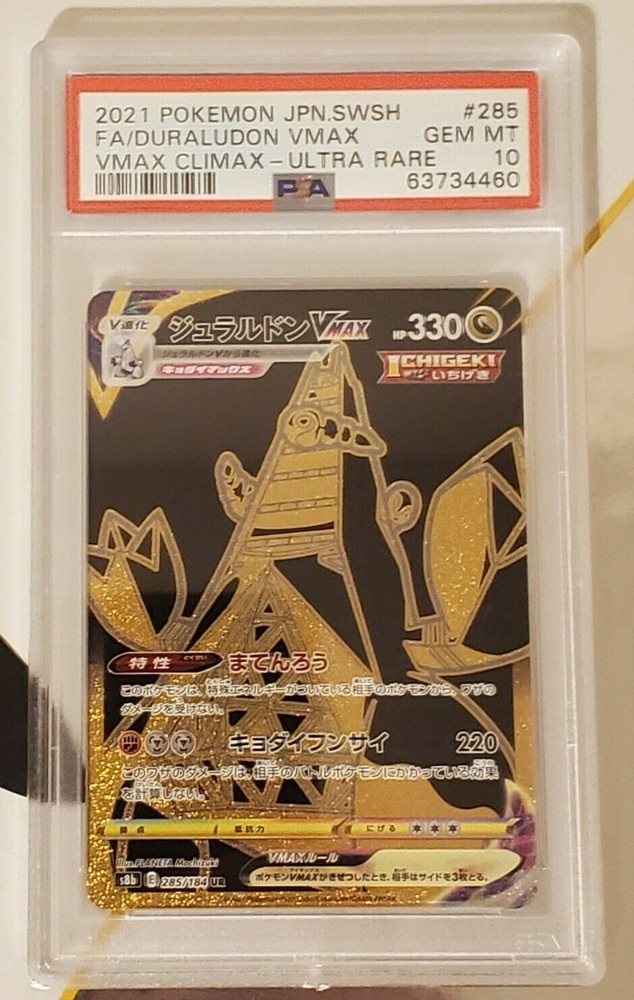 2021 POKEMON JPN.SWSH #285
FA/DURALUDON VMAX GEM MT
VMAX CLIMAX-ULTRA RARE 10
PSA 63734460
V進化 ジュラルドンVMAX HP330
ジュラルドンVから進化
キョダイマックス
ICHIGEKI
いちげき
特性 とくせい まてんろう
このポケモンは、特殊エネルギーがついている相手のポケモンから、ワザの
ダメージを受けない。
キョダイフンサイ 220
このワザのダメージは、相手のバトルポケモンにかかっている効果
を計算しない。
弱点 抵抗力 にげる
Illus. PLANETA Mochizuki
VMAXルール
s8b E 285/184 UR
ポケモンVMAXがきぜつしたとき、相手はサイドを3枚とる。